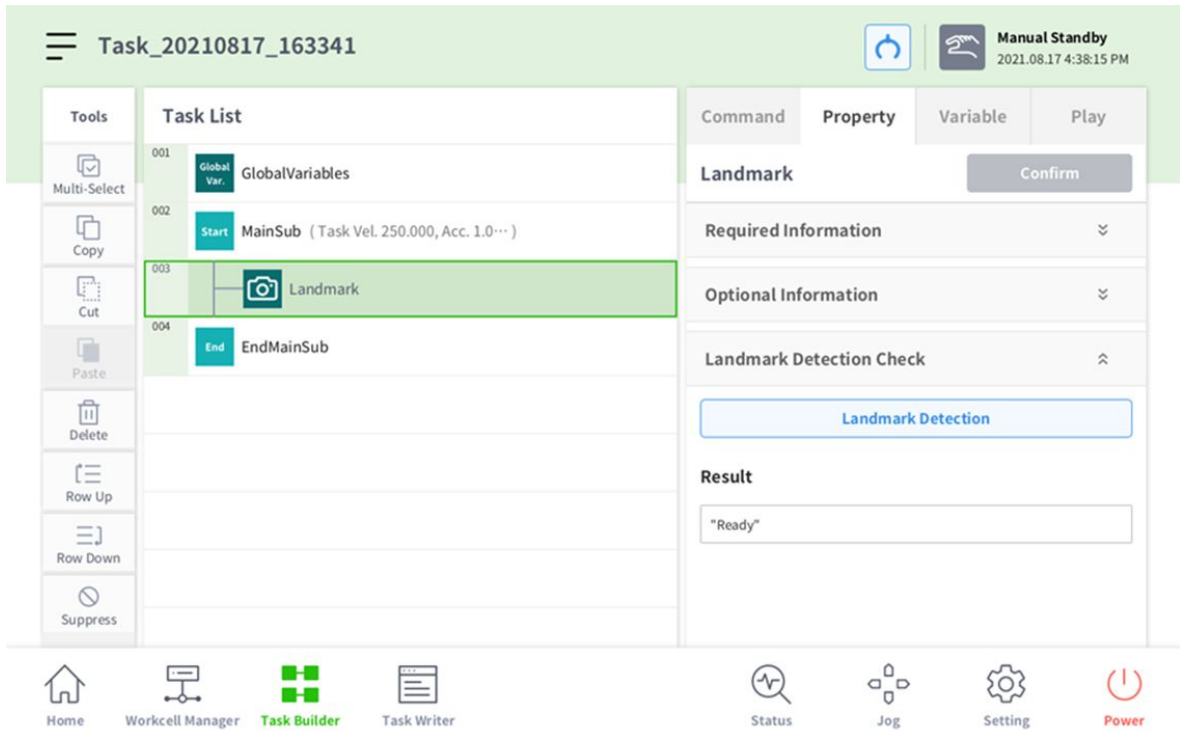 Task_20210817_163341
Manual Standby
2021.08.17 4:38:15 PM
Tools
Multi-Select
Copy
Cut
Paste
Delete
Row Up
Row Down
Suppress
Task List
001
Global Var.
GlobalVariables
002
Start
MainSub ( Task Vel. 250.000, Acc. 1.0⋯ )
003
Landmark
004
End
EndMainSub
Command Property Variable Play
Landmark
Confirm
Required Information
Optional Information
Landmark Detection Check
Landmark Detection
Result
"Ready"
Home
Workcell Manager
Task Builder
Task Writer
Status
Jog
Setting
Power